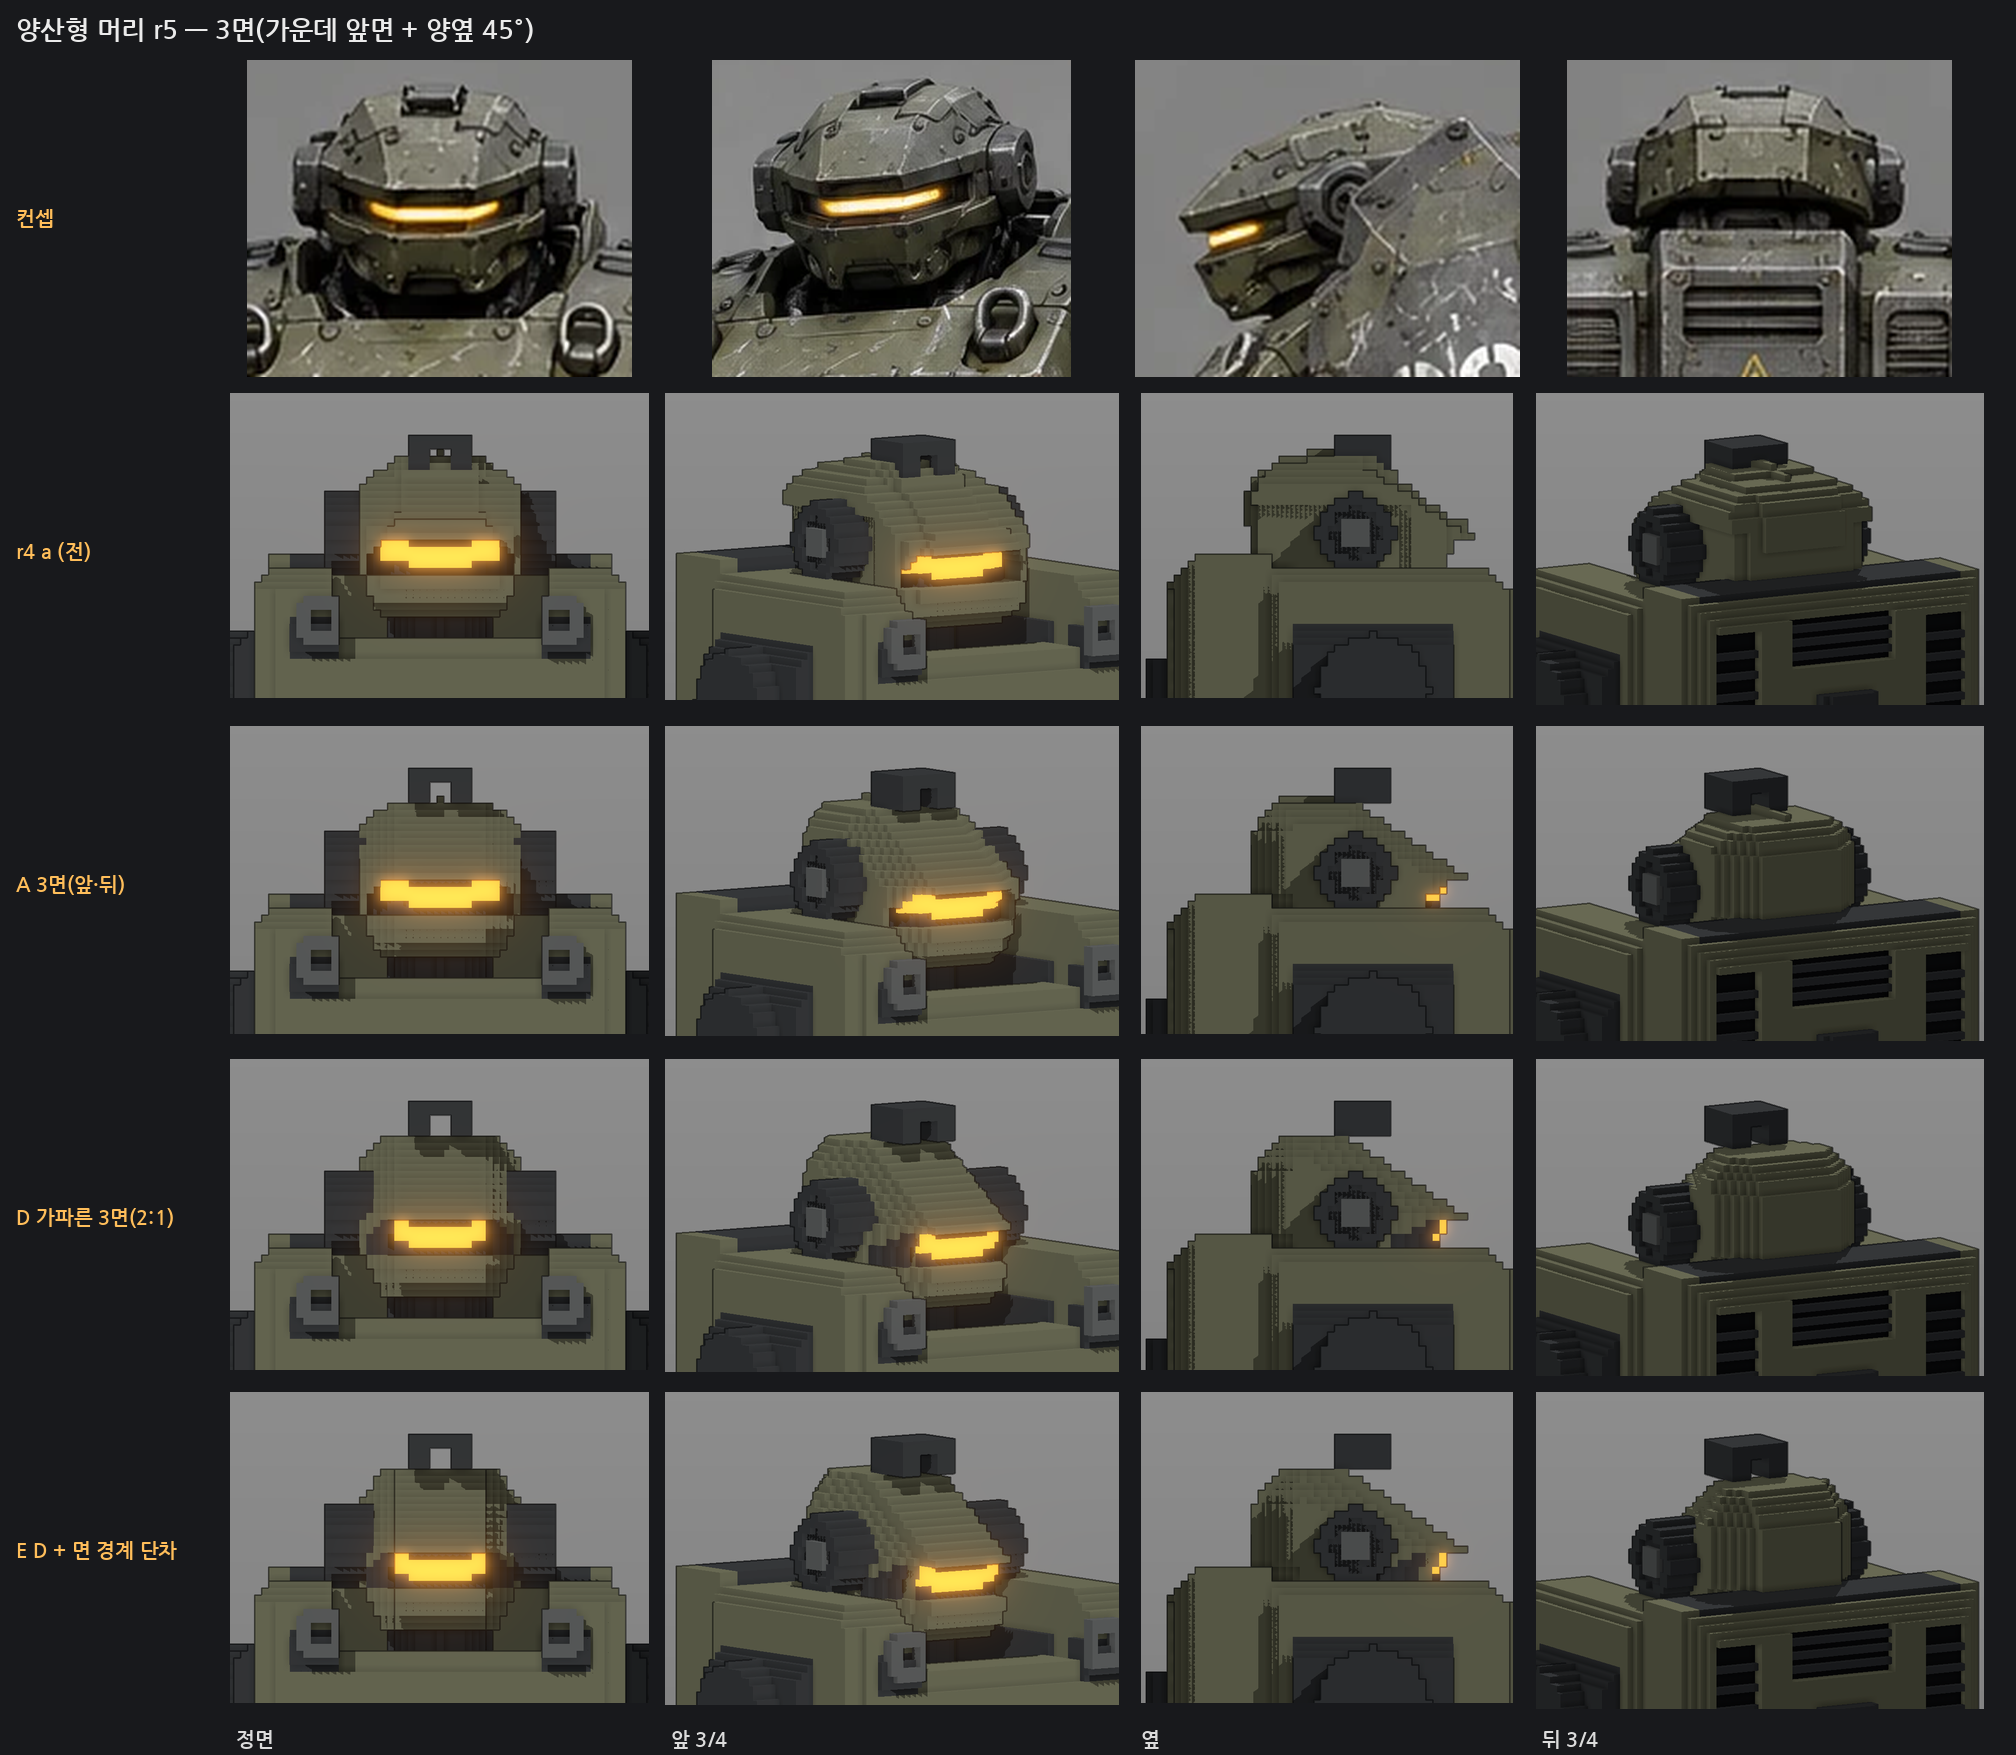 양산형 머리 r5 — 3면(가운데 앞면 + 양옆 45°)
컨셉
r4 a (전)
A 3면(앞·뒤)
D 가파른 3면(2:1)
E D + 면 경계 단차
정면
앞 3/4
옆
뒤 3/4